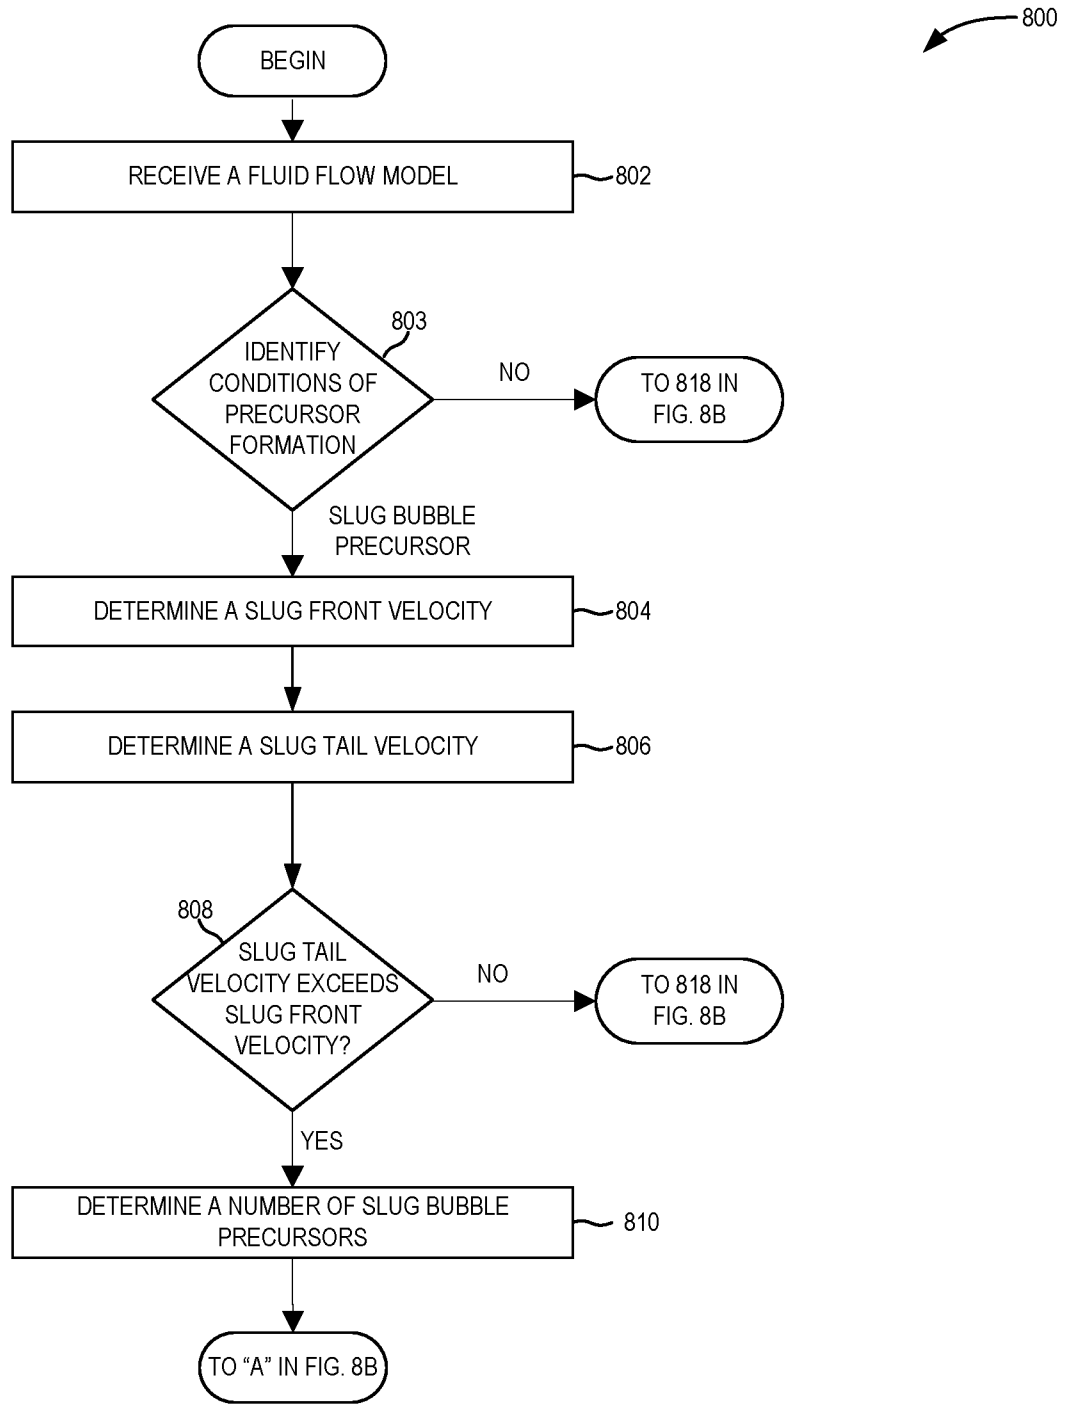 800
BEGIN
RECEIVE A FLUID FLOW MODEL
802
803
IDENTIFY
CONDITIONS OF
PRECURSOR
FORMATION
NO
TO 818 IN
FIG. 8B
SLUG BUBBLE
PRECURSOR
DETERMINE A SLUG FRONT VELOCITY
804
DETERMINE A SLUG TAIL VELOCITY
806
808
SLUG TAIL
VELOCITY EXCEEDS
SLUG FRONT
VELOCITY?
NO
TO 818 IN
FIG. 8B
YES
DETERMINE A NUMBER OF SLUG BUBBLE
PRECURSORS
810
TO “A” IN FIG. 8B